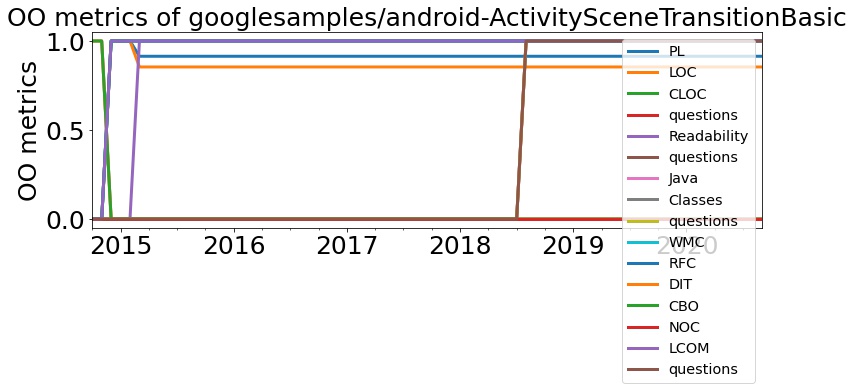 OO metrics of googlesamples/android-ActivitySceneTransitionBasic
OO metrics
1.0
0.5
0.0
2015 2016 2017 2018 2019 2020
PL
LOC
CLOC
questions
Readability
questions
Java
Classes
questions
WMC
RFC
DIT
CBO
NOC
LCOM
questions